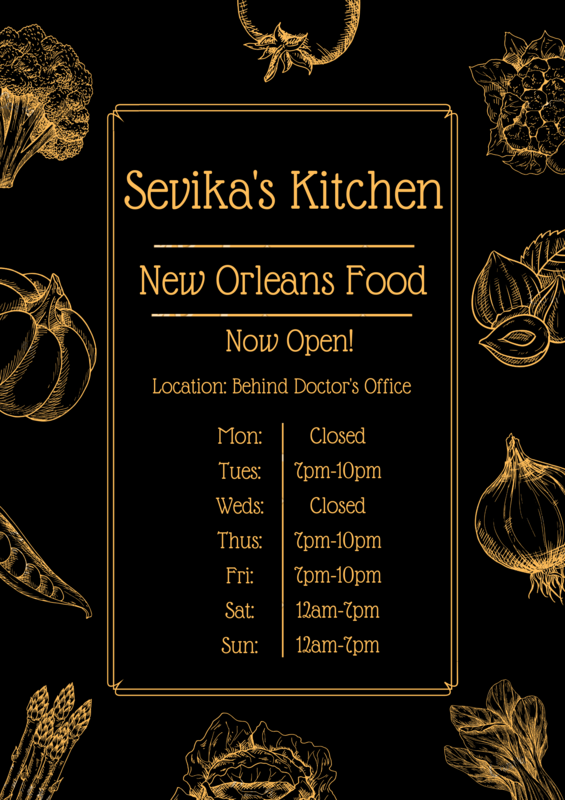 Sevika's Kitchen
New Orleans Food
Now Open!
Location: Behind Doctor's Office
Mon: Closed
Tues: 7pm-10pm
Weds: Closed
Thus: 7pm-10pm
Fri: 7pm-10pm
Sat: 12am-7pm
Sun: 12am-7pm